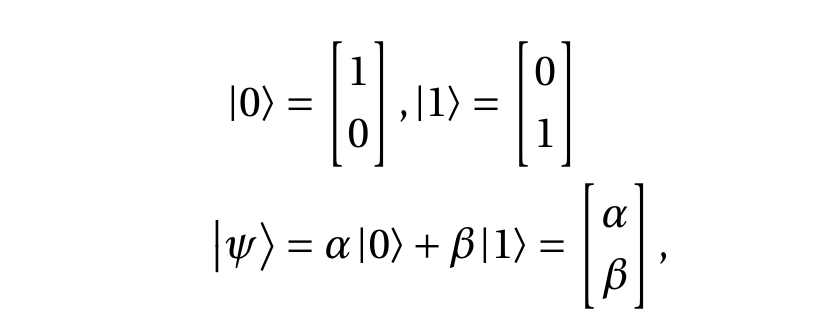 |0⟩ = [1 0], |1⟩ = [0 1]
|ψ⟩ = α|0⟩ + β|1⟩ = [α β],